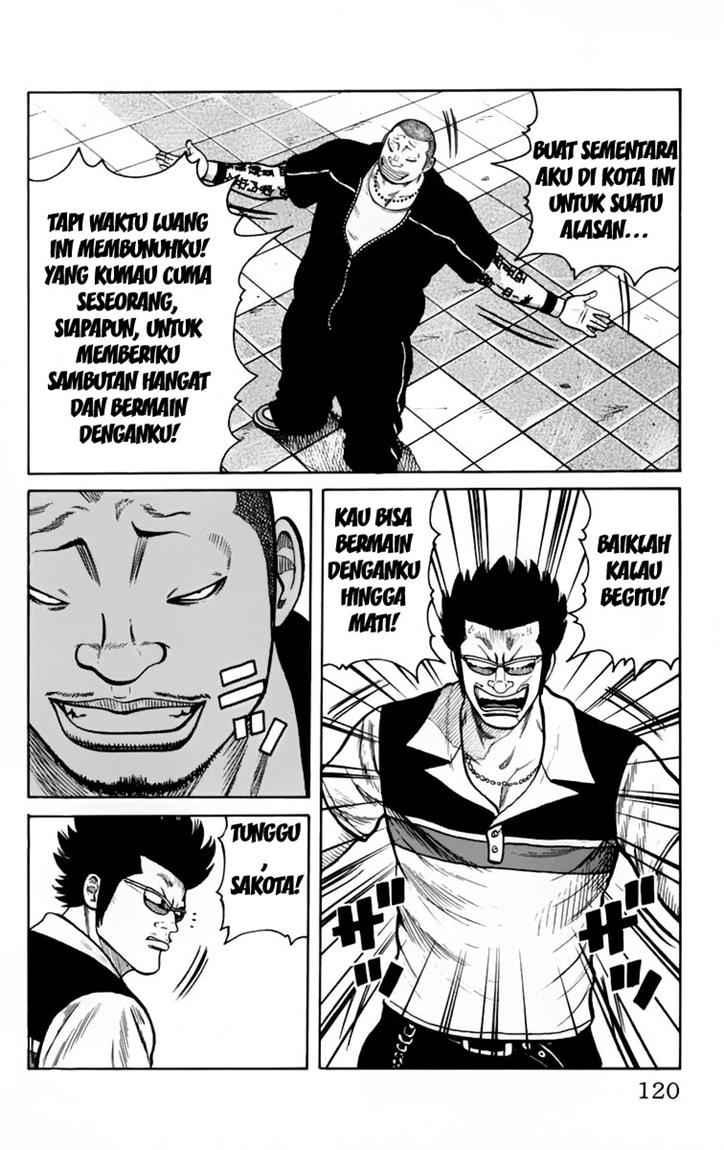 BUAT SEMENTARA
AKU DI KOTA INI
UNTUK SUATU
ALASAN...
TAPI WAKTU LUANG
INI MEMBUNUHKU!
YANG KUMAU CUMA
SESEORANG,
SIAPAPUN, UNTUK
MEMBERIKU
SAMBUTAN HANGAT
DAN BERMAIN
DENGANKU!
BAIKLAH
KALAU
BEGITU!
KAU BISA
BERMAIN
DENGANKU
HINGGA
MATI!
ザッ
ザッ
TUNGGU
,
SAKOTA!
120